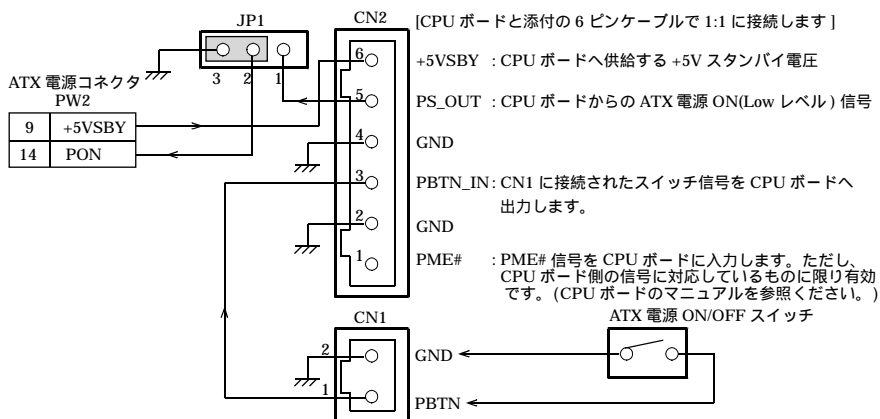 JP1
3 2 1
ATX 電源コネクタ
PW2
9 +5VSBY
14 PON
CN2
[CPU ボードと添付の 6 ピンケーブルで 1:1 に接続します ]
6 +5VSBY : CPU ボードへ供給する +5V スタンバイ電圧
5 PS_OUT : CPU ボードからの ATX 電源 ON(Low レベル ) 信号
4 GND
3 PBTN_IN : CN1 に接続されたスイッチ信号を CPU ボードへ
出力します。
2 GND
1 PME# : PME# 信号を CPU ボードに入力します。ただし、
CPU ボード側の信号に対応しているものに限り有効
です。(CPU ボードのマニュアルを参照ください。)
CN1
ATX 電源 ON/OFF スイッチ
2 GND
1 PBTN